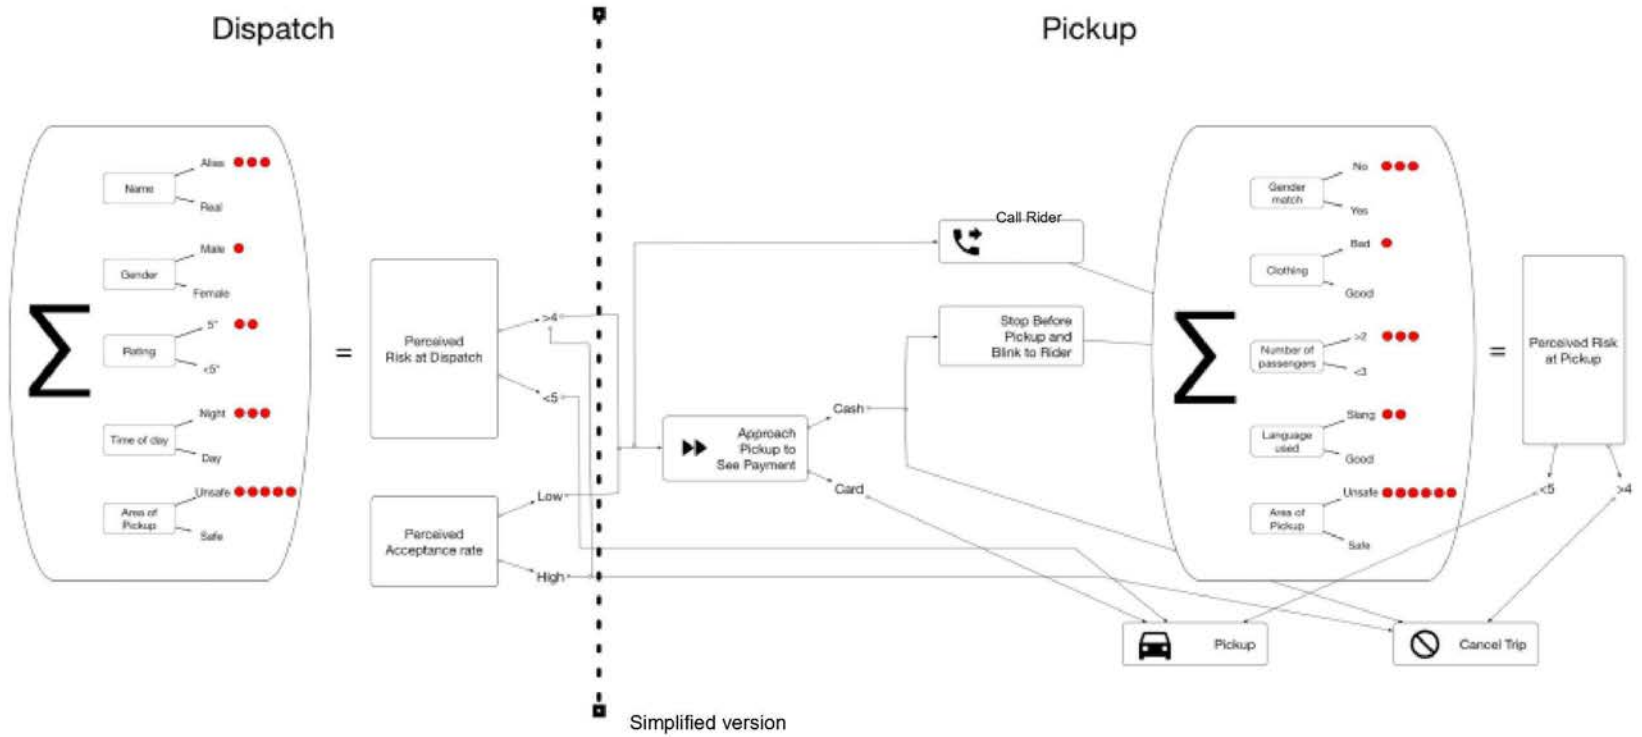 Dispatch
Pickup
Alias
Name
Real
Male
Gender
Female
5*
Rating
<5*
Night
Time of day
Day
Unsafe
Area of
Pickup
Safe
Σ
=
Perceived
Risk at Dispatch
>4
<5
Perceived
Acceptance rate
Low
High
Approach
Pickup to
See Payment
Cash
Card
Call Rider
Stop Before
Pickup and
Blink to Rider
Σ
No
Gender
match
Yes
Bad
Clothing
Good
>2
Number of
passengers
<3
Slang
Language
used
Good
Unsafe
Area of
Pickup
Safe
=
Perceived Risk
at Pickup
<5
>4
Pickup
Cancel Trip
Simplified version